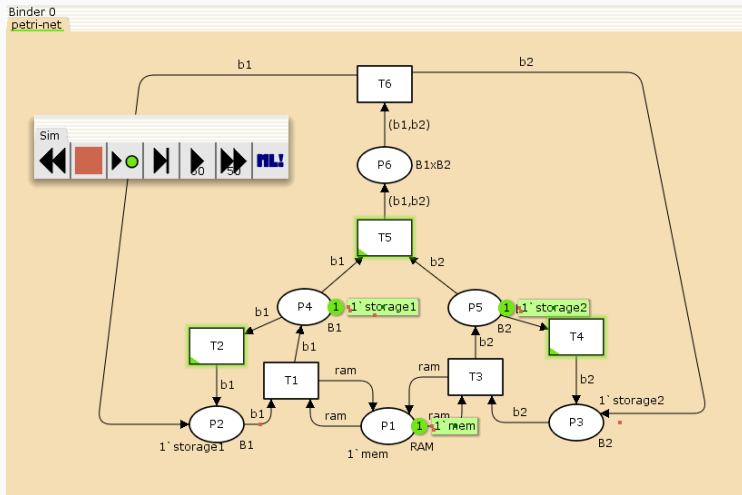 Binder 0
petri-net
b1
b2
T6
Sim
(b1,b2)
50
50
ML!
P6
B1xB2
(b1,b2)
T5
b1
b2
P4
1
1`storage1
P5
1
1`storage2
b1
B1
B2
b2
T2
T4
b1
b2
T1
ram
ram
T3
b1
b2
1`storage2
P2
b1
ram
P1
ram
1
1`mem
b2
P3
1`storage1
B1
1`mem
RAM
B2